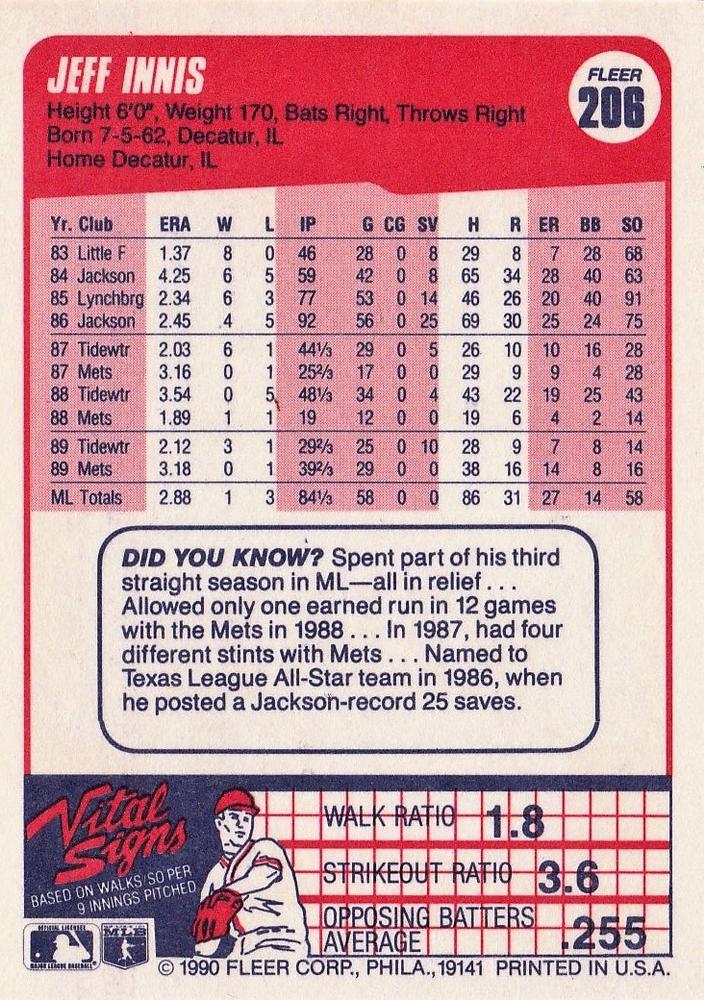 JEFF INNIS
FLEER
206
Height 6'0", Weight 170, Bats Right, Throws Right
Born 7-5-62, Decatur, IL
Home Decatur, IL
Yr. Club ERA W L IP G CG SV H R ER BB SO
83 Little F 1.37 8 0 46 28 0 8 29 8 7 28 68
84 Jackson 4.25 6 5 59 42 0 8 65 34 28 40 63
85 Lynchbrg 2.34 6 3 77 53 0 14 46 26 20 40 91
86 Jackson 2.45 4 5 92 56 0 25 69 30 25 24 75
87 Tidewtr 2.03 6 1 44⅓ 29 0 5 26 10 10 16 28
87 Mets 3.16 0 1 25⅔ 17 0 0 29 9 9 4 28
88 Tidewtr 3.54 0 5 48⅓ 34 0 4 43 22 19 25 43
88 Mets 1.89 1 1 19 12 0 0 19 6 4 2 14
89 Tidewtr 2.12 3 1 29⅔ 25 0 10 28 9 7 8 14
89 Mets 3.18 0 1 39⅔ 29 0 0 38 16 14 8 16
ML Totals 2.88 1 3 84⅓ 58 0 0 86 31 27 14 58
DID YOU KNOW? Spent part of his third
straight season in ML—all in relief . . .
Allowed only one earned run in 12 games
with the Mets in 1988 . . . In 1987, had four
different stints with Mets . . . Named to
Texas League All-Star team in 1986, when
he posted a Jackson-record 25 saves.
Vital
Signs
BASED ON WALKS/SO PER
9 INNINGS PITCHED
WALK RATIO 1.8
STRIKEOUT RATIO 3.6
OPPOSING BATTERS
AVERAGE .255
OFFICIAL LICENSEE
MAJOR LEAGUE BASEBALL
© 1990 FLEER CORP., PHILA.,19141 PRINTED IN U.S.A.